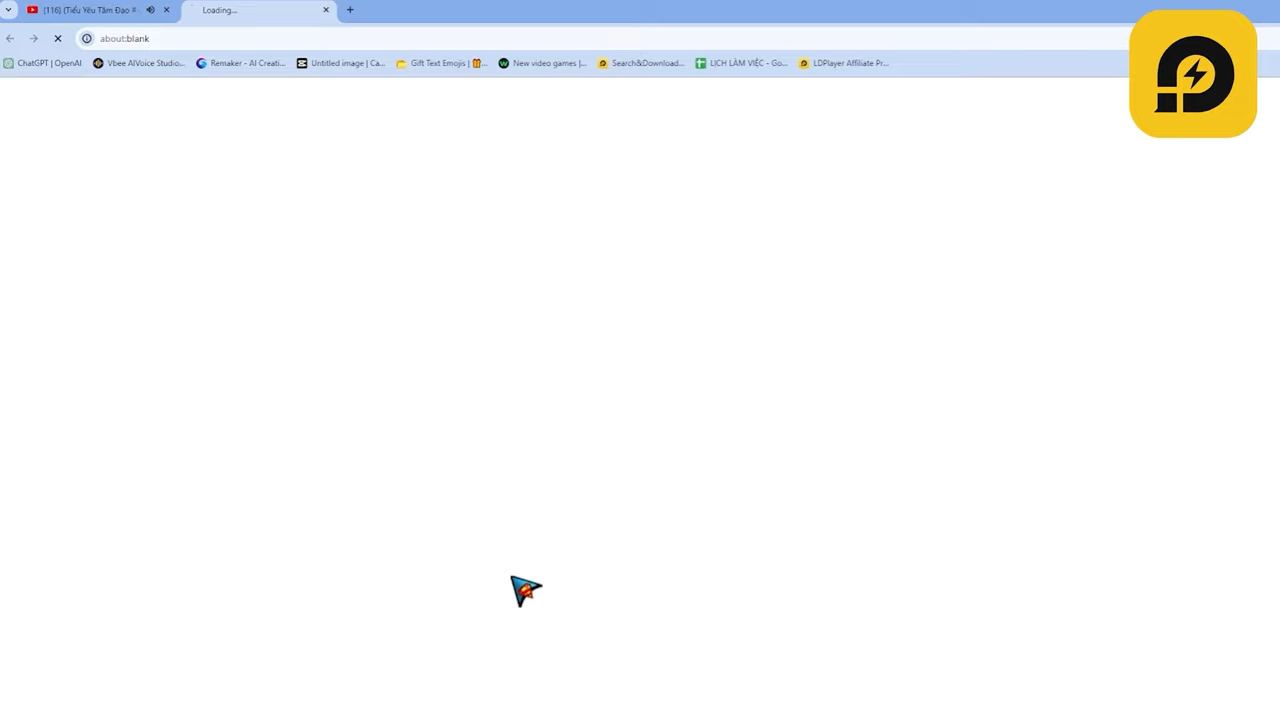 (116) (Tiểu Yêu Tầm Đạo #
Loading...
about:blank
ChatGPT | OpenAI
Vbee AIVoice Studio...
Remaker - AI Creati...
Untitled image | Ca...
Gift Text Emojis | 🎁...
New video games |...
Search&Download...
LỊCH LÀM VIỆC - Go...
LDPlayer Affiliate Pr...